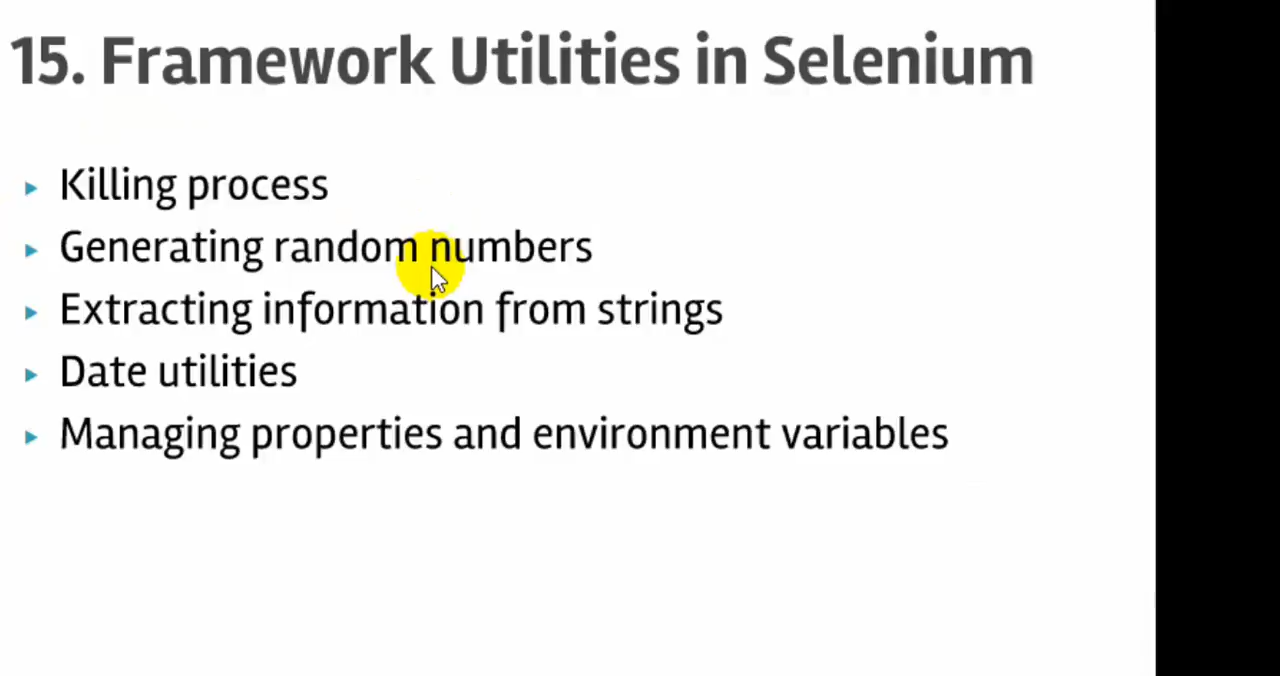 15. Framework Utilities in Selenium
Killing process
Generating random numbers
Extracting information from strings
Date utilities
Managing properties and environment variables